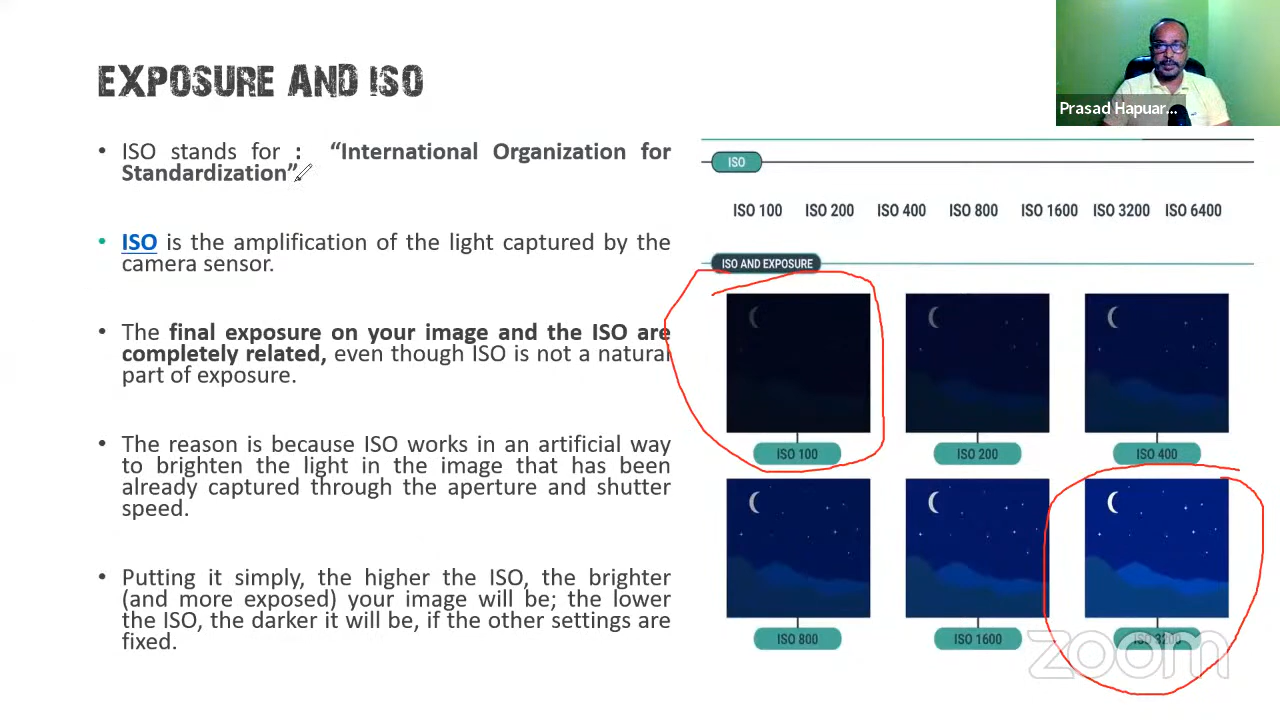 EXPOSURE AND ISO
• ISO stands for : “International Organization for
Standardization”
• ISO is the amplification of the light captured by the
camera sensor.
• The final exposure on your image and the ISO are
completely related, even though ISO is not a natural
part of exposure.
• The reason is because ISO works in an artificial way
to brighten the light in the image that has been
already captured through the aperture and shutter
speed.
• Putting it simply, the higher the ISO, the brighter
(and more exposed) your image will be; the lower
the ISO, the darker it will be, if the other settings are
fixed.
Prasad Hapuar...
ISO
ISO 100 ISO 200 ISO 400 ISO 800 ISO 1600 ISO 3200 ISO 6400
ISO AND EXPOSURE
ISO 100 ISO 200 ISO 400
ISO 800 ISO 1600 ISO 3200
zoom